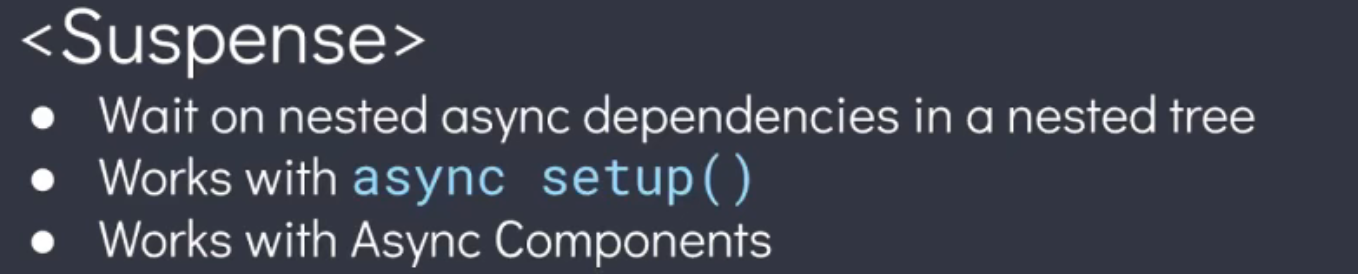 <Suspense>
● Wait on nested async dependencies in a nested tree
● Works with async setup()
● Works with Async Components